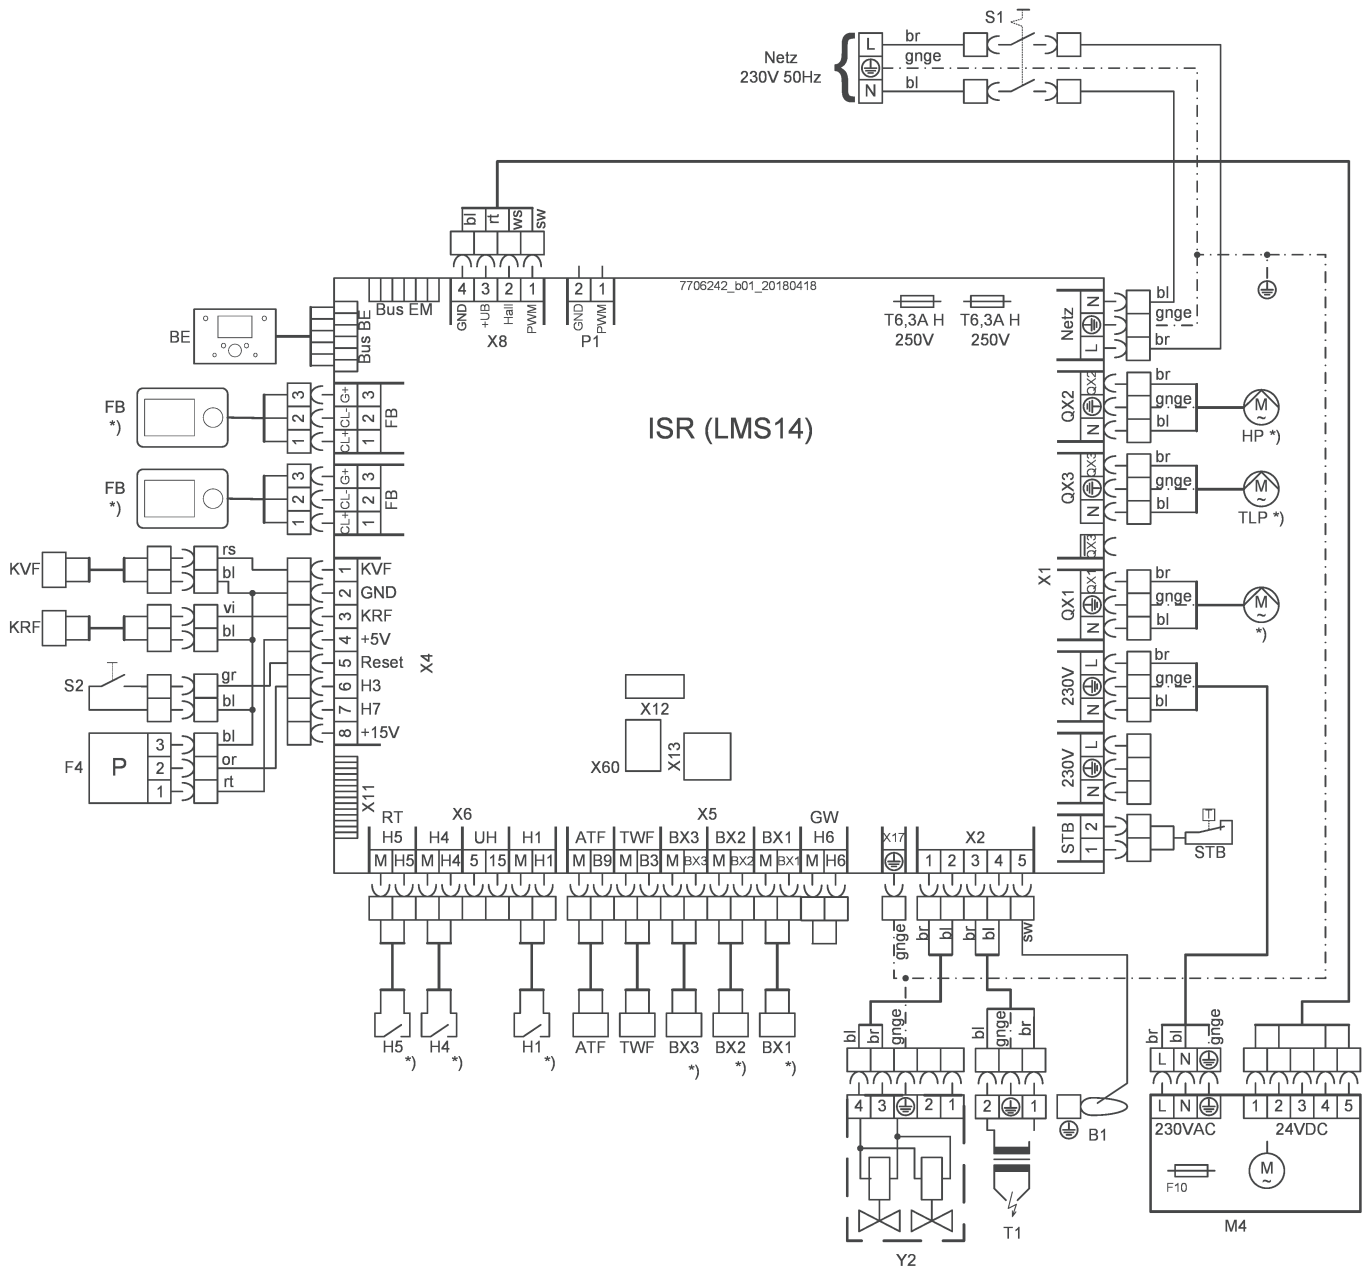 S1
Netz
230V 50Hz
L
br
gnge
N
bl
bl
rt
ws
sw
4
3
2
1
2
1
Bus EM
GND
+UB
Hall
PWM
GND
PWM
X8
P1
7706242_b01_20180418
T6,3A H
250V
T6,3A H
250V
ISR (LMS14)
BE
Bus BE
FB
*)
3
2
1
G+
CL-
CL+
3
2
1
FB
FB
*)
3
2
1
G+
CL-
CL+
3
2
1
FB
KVF
rs
bl
KRF
vi
bl
S2
gr
bl
F4
P
3
2
1
bl
or
rt
1
KVF
2
GND
3
KRF
4
+5V
5
Reset
6
H3
7
H7
8
+15V
X4
X11
X12
X60
X13
Netz
N
L
bl
gnge
br
QX2
QX2
N
br
gnge
bl
M
~
HP *)
QX3
QX3
N
br
gnge
bl
M
~
TLP *)
QX3
X1
QX1
QX1
N
br
gnge
bl
M
~
*)
230V
L
N
br
gnge
bl
230V
L
N
STB
2
1
T
STB
RT
X6
X5
GW
H5
H4
UH
H1
ATF
TWF
BX3
BX2
BX1
H6
X17
X2
M
H5
M
H4
5
15
M
H1
M
B9
M
B3
M
BX3
M
BX2
M
BX1
M
H6
1
2
3
4
5
gnge
br
bl
br
bl
sw
H5
*)
H4
*)
H1
*)
ATF
TWF
BX3
*)
BX2
*)
BX1
*)
bl
br
gnge
bl
gnge
br
br
bl
gnge
L
N
4
3
2
1
2
1
B1
L
N
1
2
3
4
5
230VAC
24VDC
F10
M
~
Y2
T1
M4